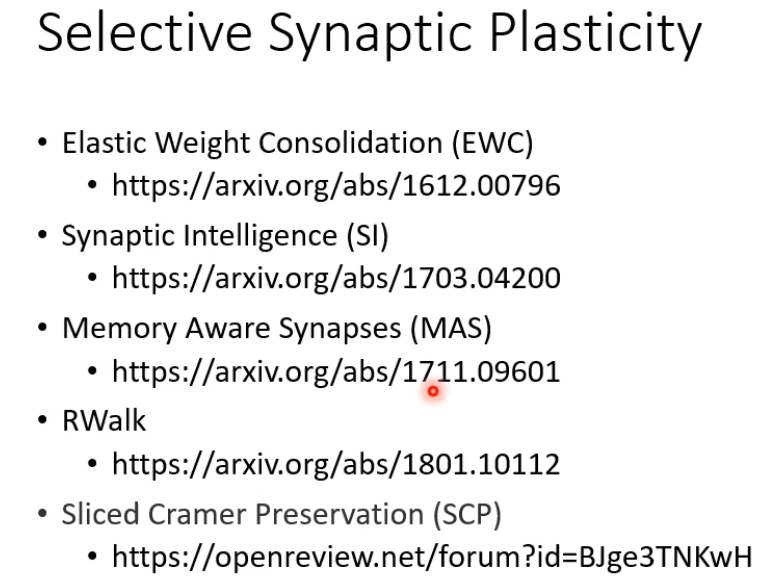 Selective Synaptic Plasticity
• Elastic Weight Consolidation (EWC)
• https://arxiv.org/abs/1612.00796
• Synaptic Intelligence (SI)
• https://arxiv.org/abs/1703.04200
• Memory Aware Synapses (MAS)
• https://arxiv.org/abs/1711.09601
• RWalk
• https://arxiv.org/abs/1801.10112
• Sliced Cramer Preservation (SCP)
• https://openreview.net/forum?id=BJge3TNKwH